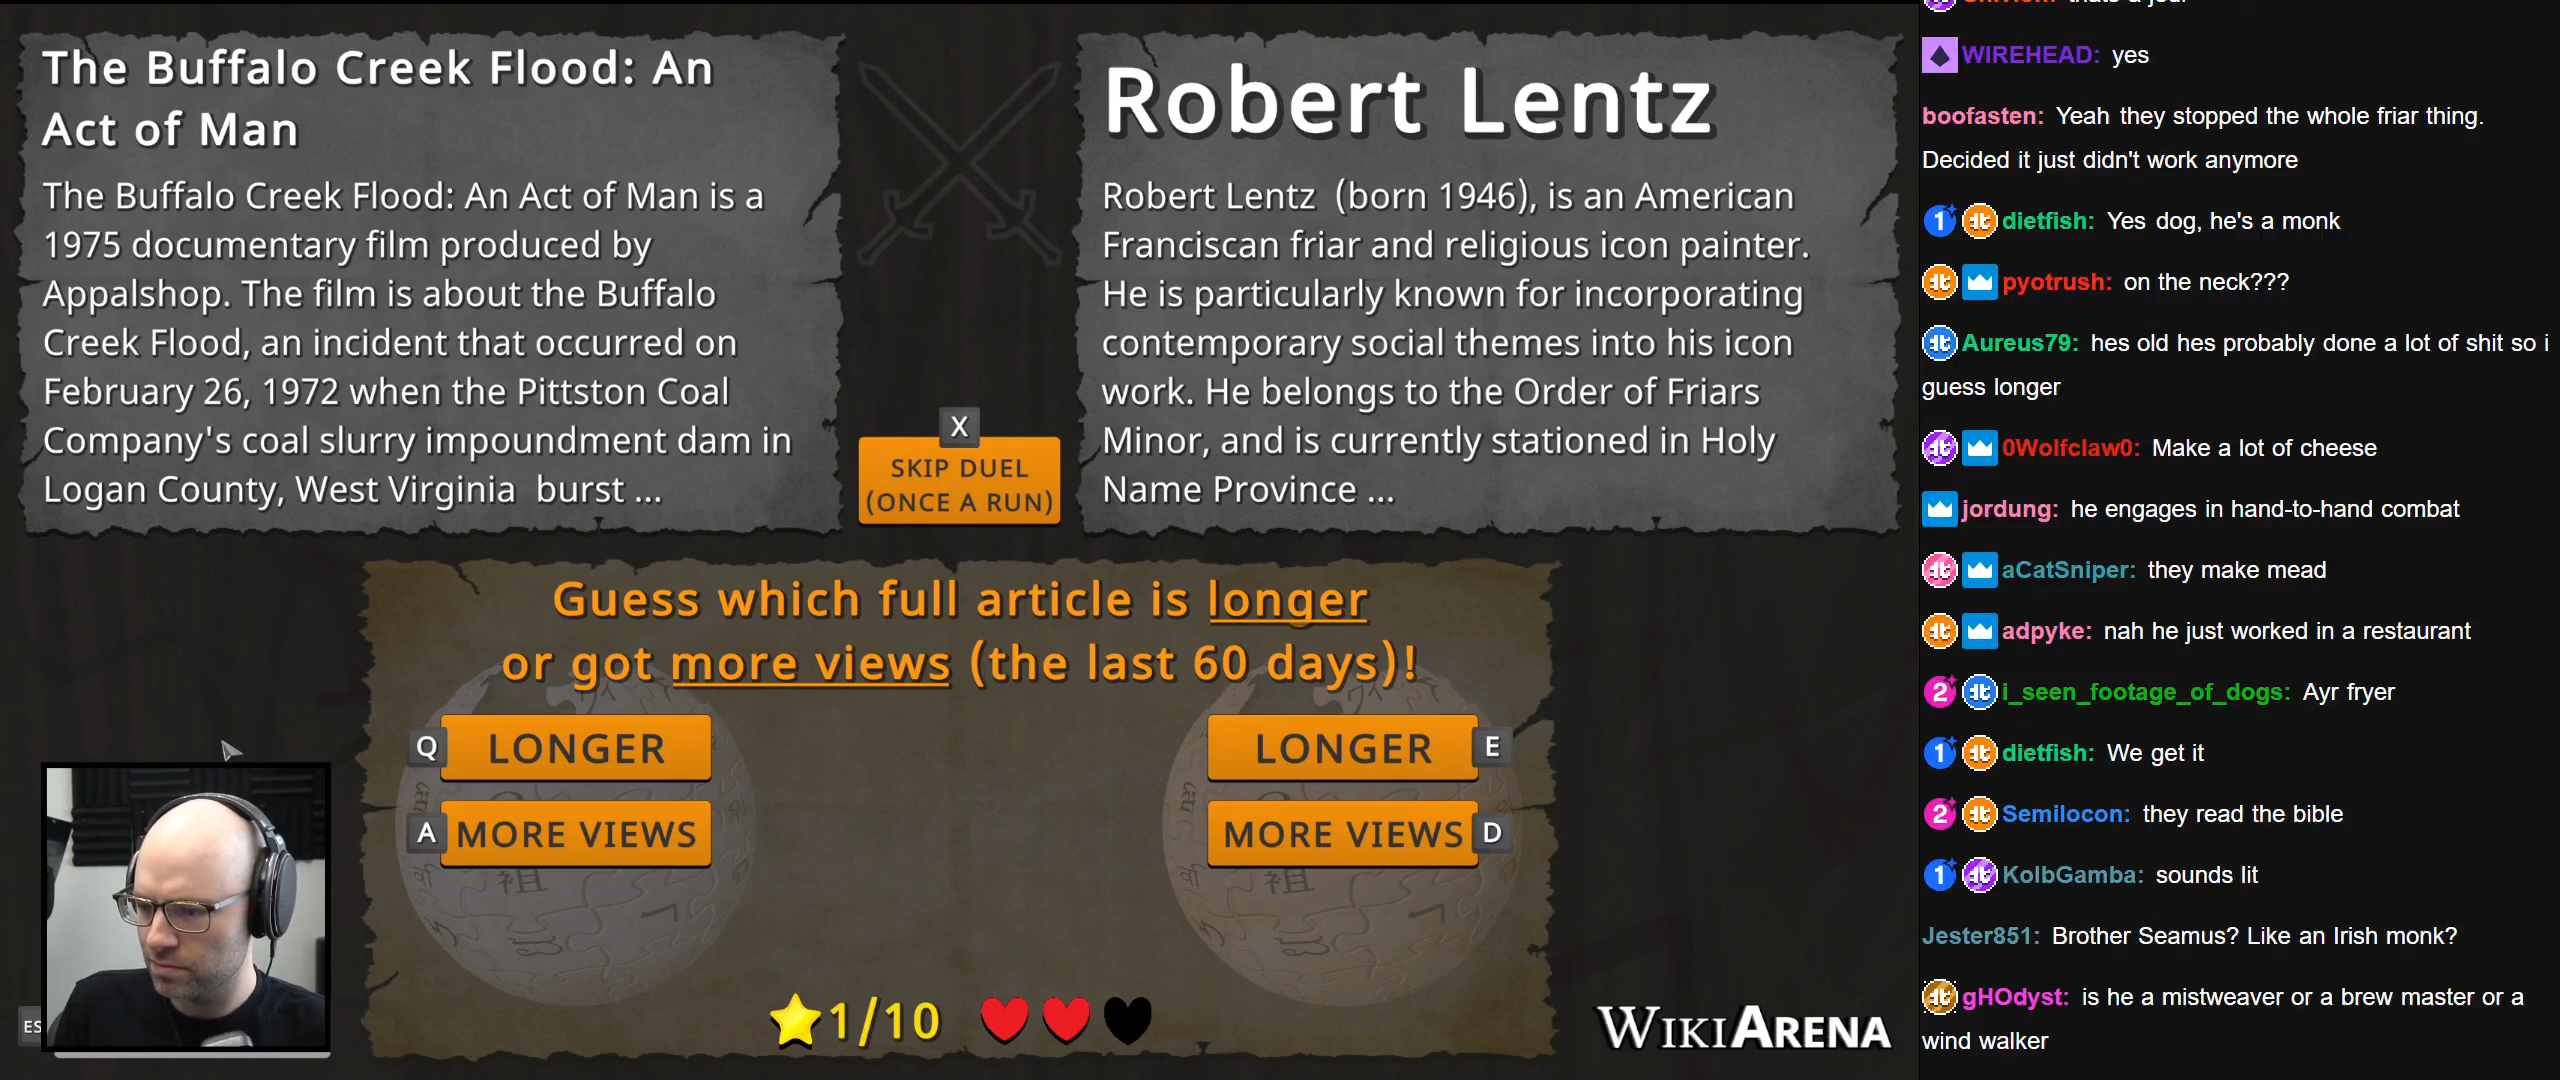 The Buffalo Creek Flood: An
Act of Man
The Buffalo Creek Flood: An Act of Man is a
1975 documentary film produced by
Appalshop. The film is about the Buffalo
Creek Flood, an incident that occurred on
February 26, 1972 when the Pittston Coal
Company's coal slurry impoundment dam in
Logan County, West Virginia burst ...
X
SKIP DUEL
(ONCE A RUN)
Robert Lentz
Robert Lentz (born 1946), is an American
Franciscan friar and religious icon painter.
He is particularly known for incorporating
contemporary social themes into his icon
work. He belongs to the Order of Friars
Minor, and is currently stationed in Holy
Name Province ...
Guess which full article is longer
or got more views (the last 60 days)!
Q LONGER
A MORE VIEWS
LONGER E
MORE VIEWS D
祖
祖
1/10
ES
WIKIARENA
WIREHEAD: yes
boofasten: Yeah they stopped the whole friar thing.
Decided it just didn't work anymore
1 dietfish: Yes dog, he's a monk
pyotrush: on the neck???
Aureus79: hes old hes probably done a lot of shit so i
guess longer
0Wolfclaw0: Make a lot of cheese
jordung: he engages in hand-to-hand combat
aCatSniper: they make mead
adpyke: nah he just worked in a restaurant
2 i_seen_footage_of_dogs: Ayr fryer
1 dietfish: We get it
2 Semilocon: they read the bible
1 KolbGamba: sounds lit
Jester851: Brother Seamus? Like an Irish monk?
gHOdyst: is he a mistweaver or a brew master or a
wind walker